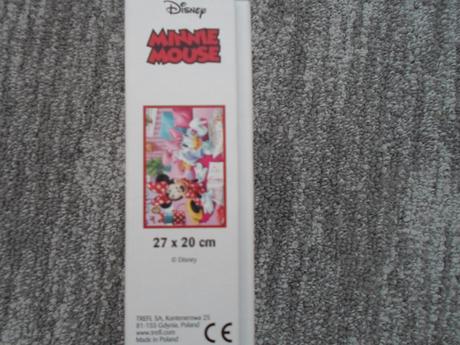 Disney
MINNIE
MOUSE
27 x 20 cm
© Disney
TREFL SA, Kontenerowa 25
81-155 Gdynia, Poland
www.trefl.com
Made in Poland
CE